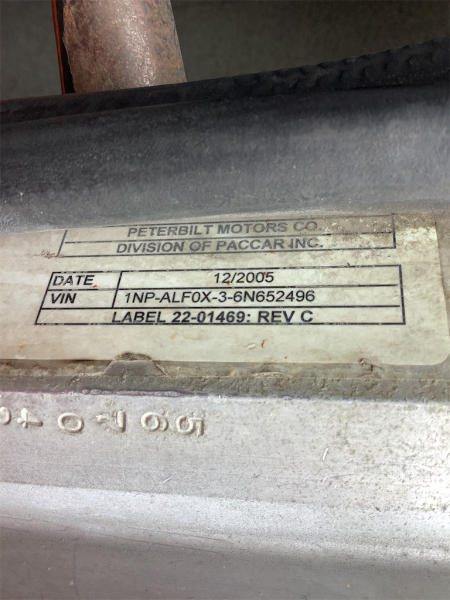 PETERBILT MOTORS CO.
DIVISION OF PACCAR INC.
DATE 12/2005
VIN 1NP-ALF0X-3-6N652496
LABEL 22-01469: REV C